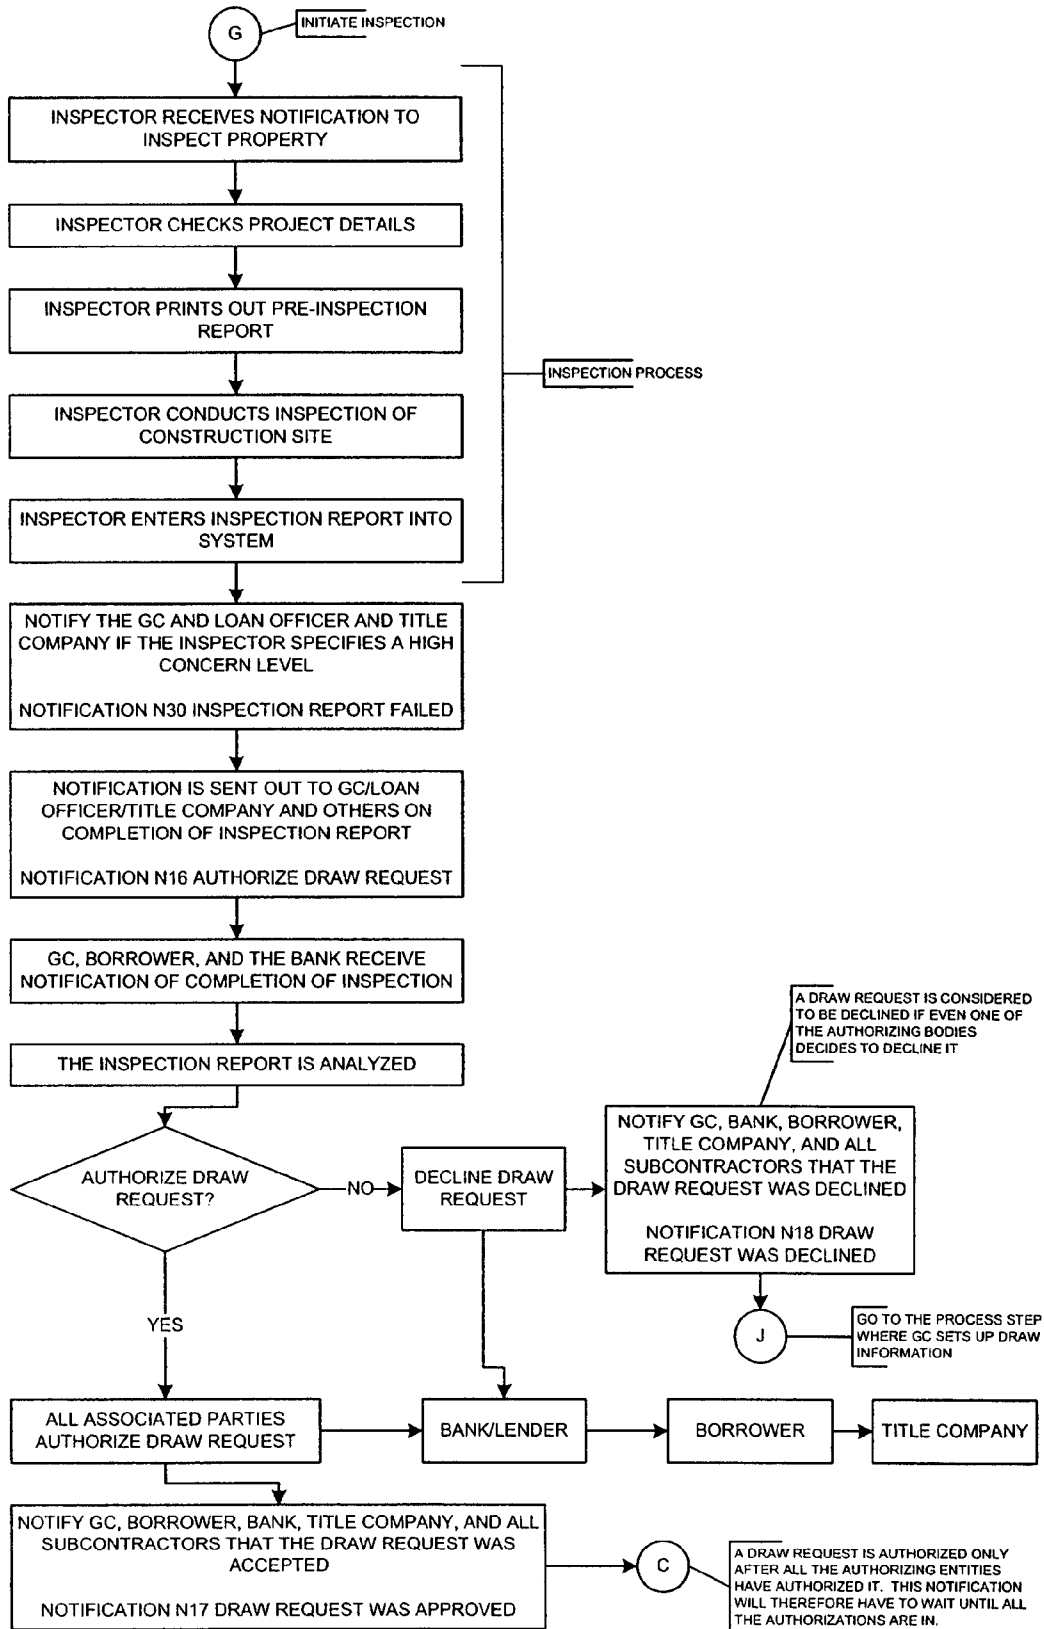 G
INITIATE INSPECTION
INSPECTOR RECEIVES NOTIFICATION TO
INSPECT PROPERTY
INSPECTOR CHECKS PROJECT DETAILS
INSPECTOR PRINTS OUT PRE-INSPECTION
REPORT
INSPECTION PROCESS
INSPECTOR CONDUCTS INSPECTION OF
CONSTRUCTION SITE
INSPECTOR ENTERS INSPECTION REPORT INTO
SYSTEM
NOTIFY THE GC AND LOAN OFFICER AND TITLE
COMPANY IF THE INSPECTOR SPECIFIES A HIGH
CONCERN LEVEL
NOTIFICATION N30 INSPECTION REPORT FAILED
NOTIFICATION IS SENT OUT TO GC/LOAN
OFFICER/TITLE COMPANY AND OTHERS ON
COMPLETION OF INSPECTION REPORT
NOTIFICATION N16 AUTHORIZE DRAW REQUEST
GC, BORROWER, AND THE BANK RECEIVE
NOTIFICATION OF COMPLETION OF INSPECTION
THE INSPECTION REPORT IS ANALYZED
A DRAW REQUEST IS CONSIDERED
TO BE DECLINED IF EVEN ONE OF
THE AUTHORIZING BODIES
DECIDES TO DECLINE IT
AUTHORIZE DRAW
REQUEST?
NO
DECLINE DRAW
REQUEST
NOTIFY GC, BANK, BORROWER,
TITLE COMPANY, AND ALL
SUBCONTRACTORS THAT THE
DRAW REQUEST WAS DECLINED
NOTIFICATION N18 DRAW
REQUEST WAS DECLINED
YES
J
GO TO THE PROCESS STEP
WHERE GC SETS UP DRAW
INFORMATION
ALL ASSOCIATED PARTIES
AUTHORIZE DRAW REQUEST
BANK/LENDER
BORROWER
TITLE COMPANY
NOTIFY GC, BORROWER, BANK, TITLE COMPANY, AND ALL
SUBCONTRACTORS THAT THE DRAW REQUEST WAS
ACCEPTED
NOTIFICATION N17 DRAW REQUEST WAS APPROVED
C
A DRAW REQUEST IS AUTHORIZED ONLY
AFTER ALL THE AUTHORIZING ENTITIES
HAVE AUTHORIZED IT. THIS NOTIFICATION
WILL THEREFORE HAVE TO WAIT UNTIL ALL
THE AUTHORIZATIONS ARE IN.